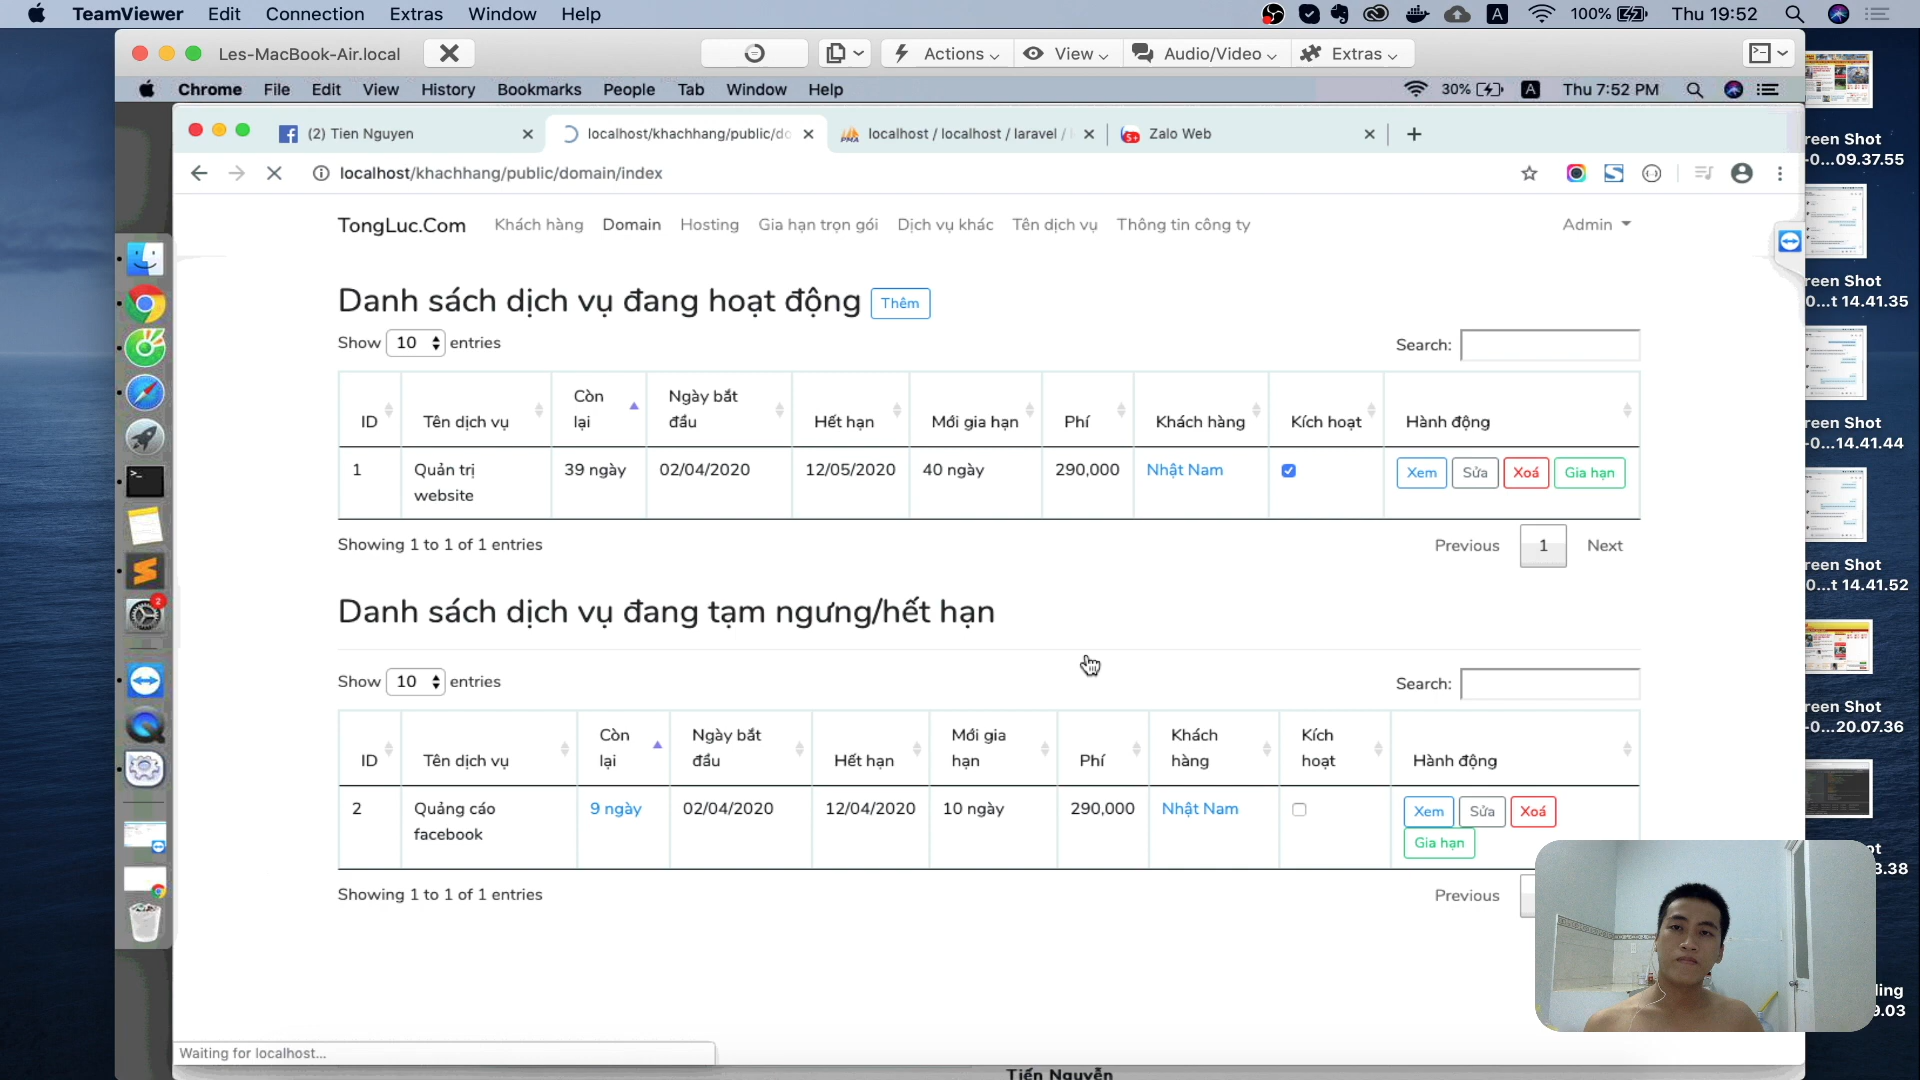 TeamViewer Edit Connection Extras Window Help 100% Thu 19:52
Les-MacBook-Air.local Actions View Audio/Video Extras
Chrome File Edit View History Bookmarks People Tab Window Help 30% Thu 7:52 PM
(2) Tien Nguyen localhost/khachhang/public/do localhost / localhost / laravel / Zalo Web
localhost/khachhang/public/domain/index
TongLuc.Com Khách hàng Domain Hosting Gia hạn trọn gói Dịch vụ khác Tên dịch vụ Thông tin công ty Admin
Danh sách dịch vụ đang hoạt động Thêm
Show 10 entries Search:
ID Tên dịch vụ Còn lại Ngày bắt đầu Hết hạn Mới gia hạn Phí Khách hàng Kích hoạt Hành động
1 Quản trị website 39 ngày 02/04/2020 12/05/2020 40 ngày 290,000 Nhật Nam Xem Sửa Xoá Gia hạn
Showing 1 to 1 of 1 entries Previous 1 Next
Danh sách dịch vụ đang tạm ngưng/hết hạn
Show 10 entries Search:
ID Tên dịch vụ Còn lại Ngày bắt đầu Hết hạn Mới gia hạn Phí Khách hàng Kích hoạt Hành động
2 Quảng cáo facebook 9 ngày 02/04/2020 12/04/2020 10 ngày 290,000 Nhật Nam Xem Sửa Xoá Gia hạn
Showing 1 to 1 of 1 entries Previous
Waiting for localhost...
Tiến Nguyễn
reen Shot
-0...09.37.55
reen Shot
0...t 14.41.35
reen Shot
-0...14.41.44
reen Shot
0...t 14.41.52
reen Shot
-0...20.07.36
ot
3.38
ling
9.03